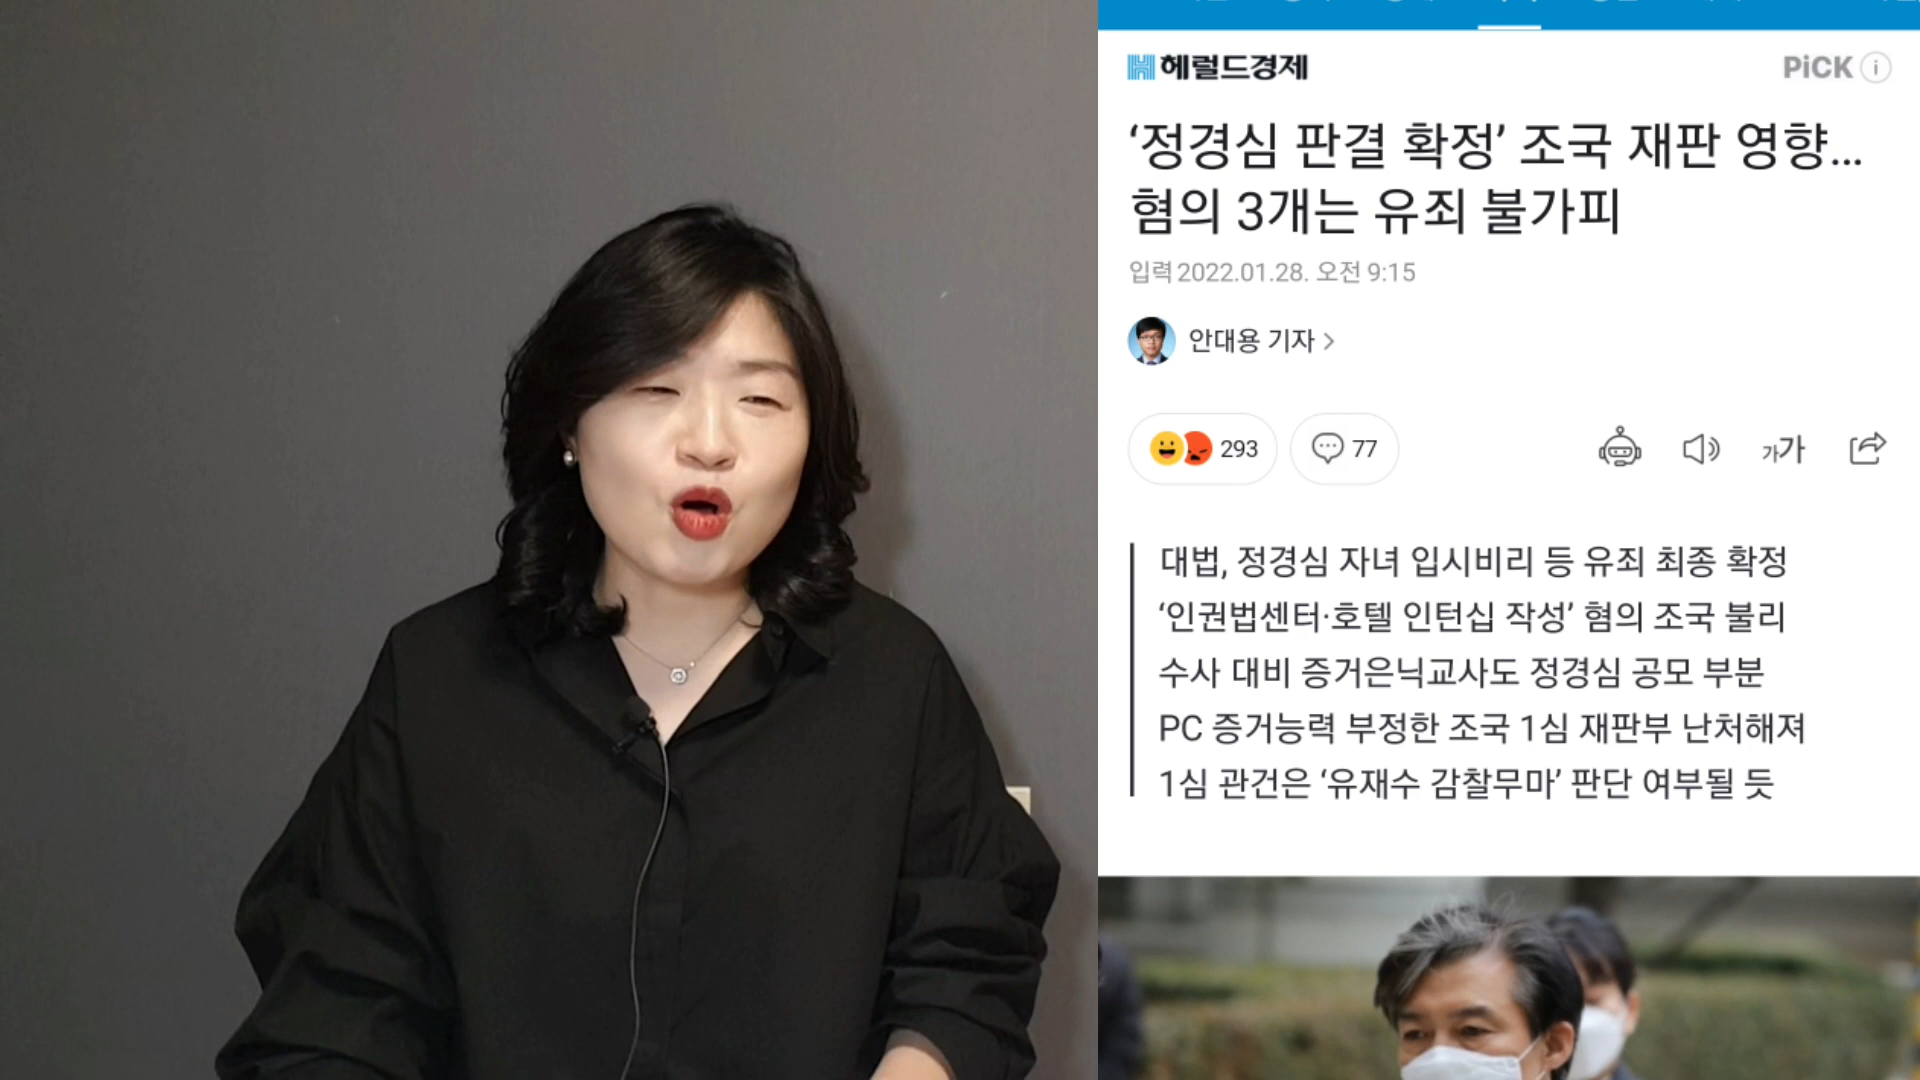 헤럴드경제
PiCK
‘정경심 판결 확정’ 조국 재판 영향…
혐의 3개는 유죄 불가피
입력 2022.01.28. 오전 9:15
안대용 기자
293
77
가가
대법, 정경심 자녀 입시비리 등 유죄 최종 확정
‘인권법센터·호텔 인턴십 작성’ 혐의 조국 불리
수사 대비 증거은닉교사도 정경심 공모 부분
PC 증거능력 부정한 조국 1심 재판부 난처해져
1심 관건은 ‘유재수 감찰무마’ 판단 여부될 듯